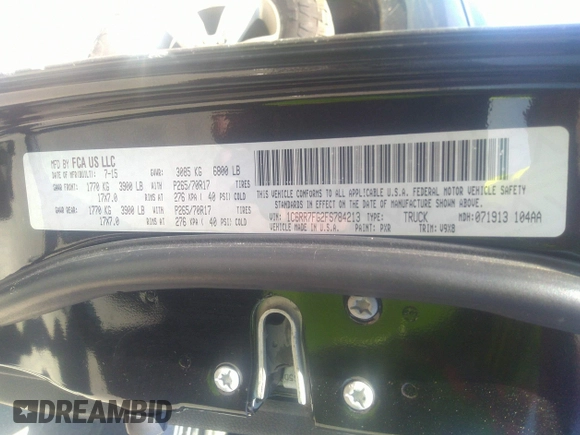 MFD BY FCA US LLC
DATE OF MFR(BUILT): 7-15 GVWR: 3085 KG 6800 LB
GAWR FRONT: 1770 KG 3900 LB WITH P265/70R17 TIRES
17X7.0 276 KPA ( 40 PSI) COLD
GAWR REAR: 1770 KG 3900 LB WITH P265/70R17 TIRES
17X7.0 276 KPA ( 40 PSI) COLD
THIS VEHICLE CONFORMS TO ALL APPLICABLE U.S.A. FEDERAL MOTOR VEHICLE SAFETY
STANDARDS IN EFFECT ON THE DATE OF MANUFACTURE SHOWN ABOVE.
VIN: 1C6RR7FG2FS784213 TYPE: TRUCK MDH: 071913 104AA
VEHICLE MADE IN U.S.A. PAINT: PXR TRIM: V9X8
DREAMBID